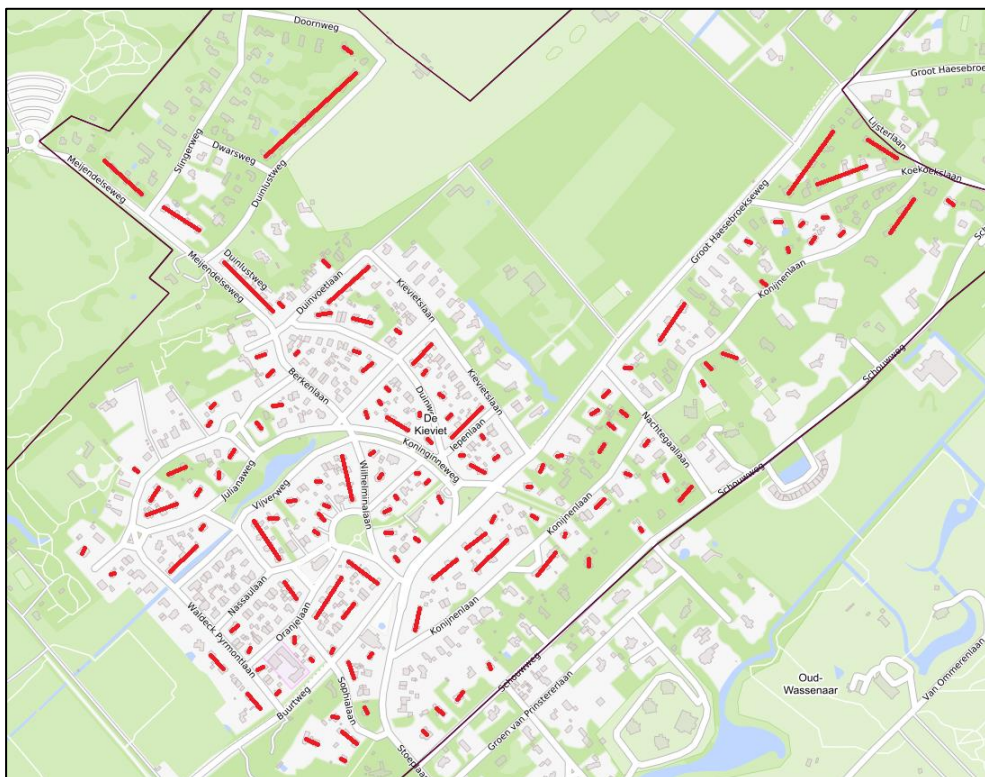 Doornweg
Groot Haesebroe
Lijsterlaan
Slingerweg
Dwarsweg
Meijendelseweg
Duinlustweg
Koekoekslaan
Groot Haesebroekseweg
Duinlustweg
Meijendelseweg
Duinvoetlaan
Kievietslaan
Konijnenlaan
Schouwweg
Berkenlaan
Kievietslaan
Duinw
De
Kieviet
Iepenlaan
Nachtegaallaan
Koninginneweg
Julianaweg
Wilhelminalaan
Vijverweg
Schouwweg
Konijnenlaan
Nassaulaan
Oranjelaan
Konijnenlaan
Waldeck Pyrmontlaan
Schouwweg
Oud-
Wassenaar
Van Ommerenlaan
Buurtweg
Sophialaan
Groen van Prinstererlaan
Stoeplaa